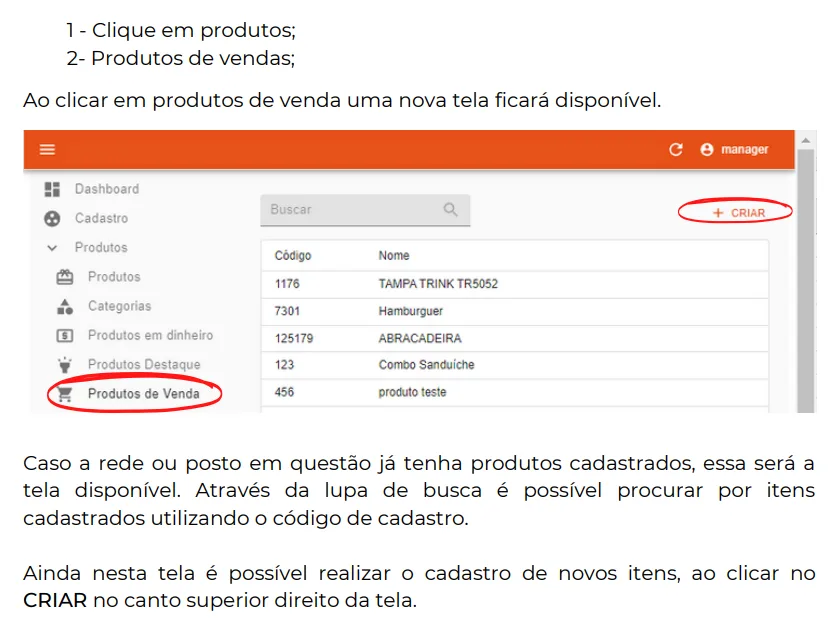 1 - Clique em produtos;
2- Produtos de vendas;
Ao clicar em produtos de venda uma nova tela ficará disponível.
manager
Dashboard
Cadastro
Produtos
Produtos
Categorias
Produtos em dinheiro
Produtos Destaque
Produtos de Venda
Buscar
+ CRIAR
Código Nome
1176 TAMPA TRINK TR5052
7301 Hamburguer
125179 ABRACADEIRA
123 Combo Sanduíche
456 produto teste
Caso a rede ou posto em questão já tenha produtos cadastrados, essa será a
tela disponível. Através da lupa de busca é possível procurar por itens
cadastrados utilizando o código de cadastro.
Ainda nesta tela é possível realizar o cadastro de novos itens, ao clicar no
CRIAR no canto superior direito da tela.